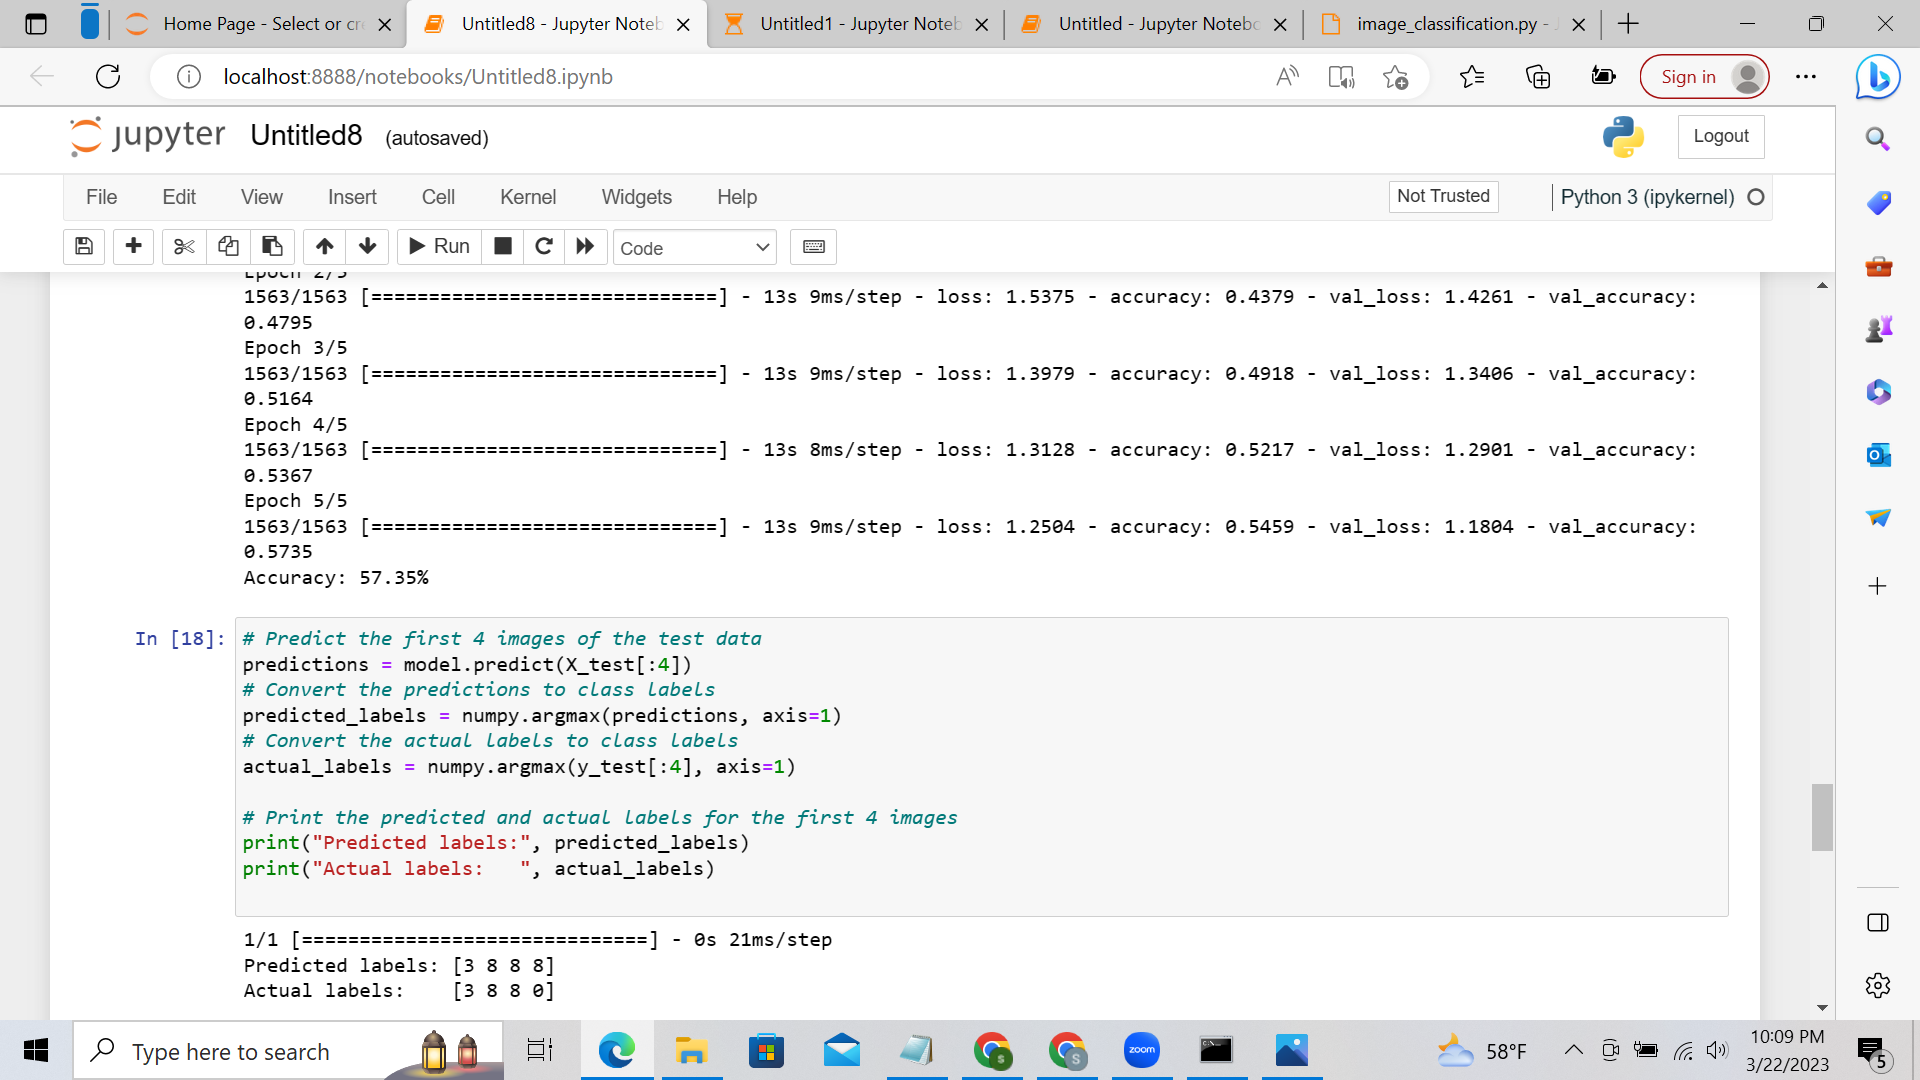 Home Page - Select or cr
Untitled8 - Jupyter Noteb
Untitled1 - Jupyter Noteb
Untitled - Jupyter Notebo
image_classification.py -
localhost:8888/notebooks/Untitled8.ipynb
Sign in
jupyter Untitled8 (autosaved)
Logout
File Edit View Insert Cell Kernel Widgets Help
Not Trusted
Python 3 (ipykernel)
Run
Code
Epoch 2/5
1563/1563 [==============================] - 13s 9ms/step - loss: 1.5375 - accuracy: 0.4379 - val_loss: 1.4261 - val_accuracy:
0.4795
Epoch 3/5
1563/1563 [==============================] - 13s 9ms/step - loss: 1.3979 - accuracy: 0.4918 - val_loss: 1.3406 - val_accuracy:
0.5164
Epoch 4/5
1563/1563 [==============================] - 13s 8ms/step - loss: 1.3128 - accuracy: 0.5217 - val_loss: 1.2901 - val_accuracy:
0.5367
Epoch 5/5
1563/1563 [==============================] - 13s 9ms/step - loss: 1.2504 - accuracy: 0.5459 - val_loss: 1.1804 - val_accuracy:
0.5735
Accuracy: 57.35%
In [18]:
# Predict the first 4 images of the test data
predictions = model.predict(X_test[:4])
# Convert the predictions to class labels
predicted_labels = numpy.argmax(predictions, axis=1)
# Convert the actual labels to class labels
actual_labels = numpy.argmax(y_test[:4], axis=1)
# Print the predicted and actual labels for the first 4 images
print("Predicted labels:", predicted_labels)
print("Actual labels:   ", actual_labels)
1/1 [==============================] - 0s 21ms/step
Predicted labels: [3 8 8 8]
Actual labels:    [3 8 8 0]
Type here to search
zoom
58°F
10:09 PM
3/22/2023
5